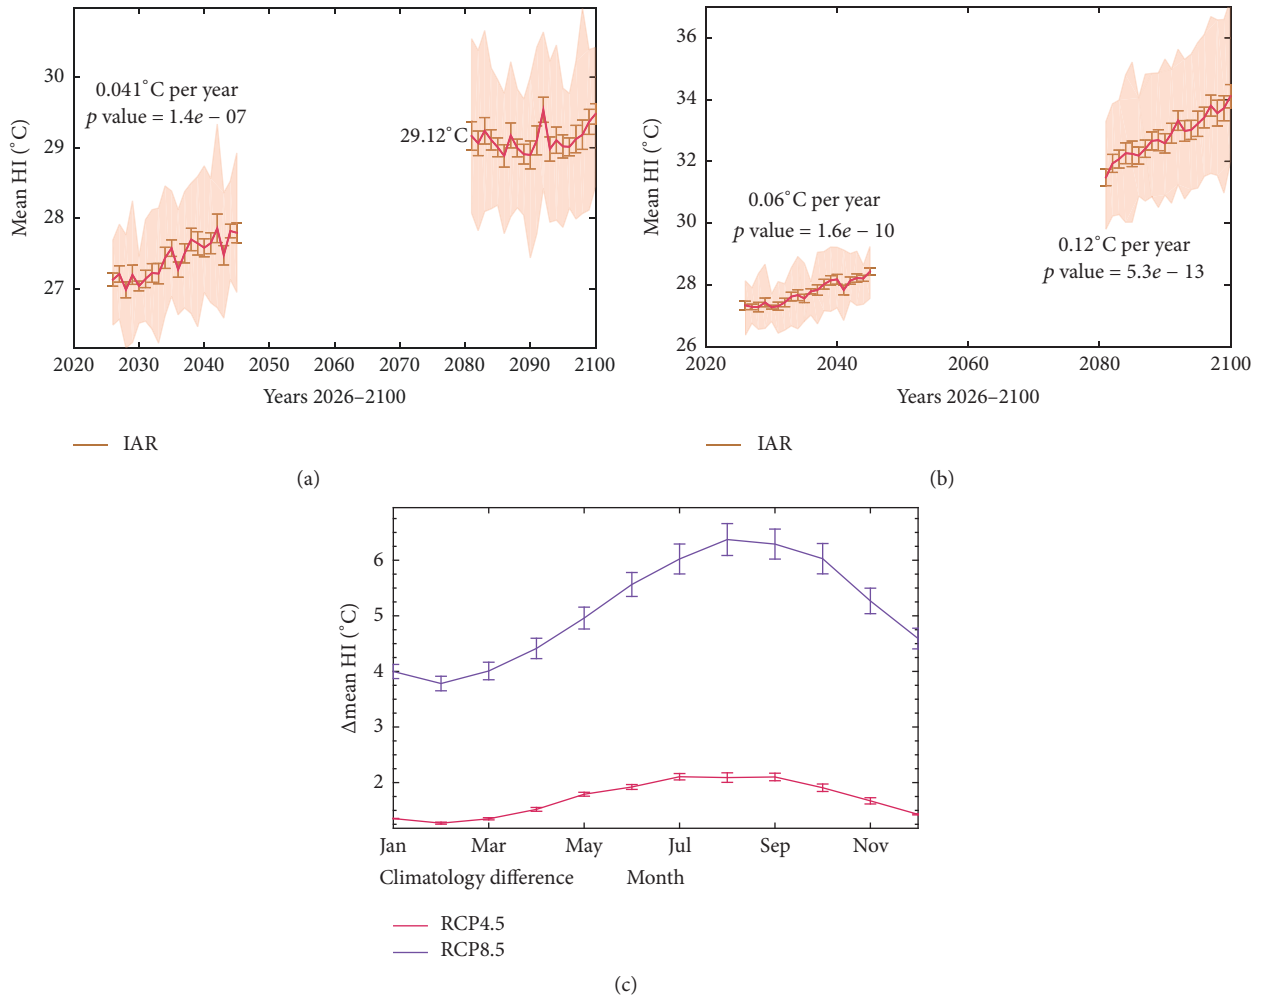 Mean HI (˚C)
30
29
28
27
0.041˚C per year
p value = 1.4e − 07
29.12˚C
2020 2030 2040 2050 2060 2070 2080 2090 2100
Years 2026–2100
IAR
(a)
Mean HI (˚C)
36
34
32
30
28
26
0.06˚C per year
p value = 1.6e − 10
0.12˚C per year
p value = 5.3e − 13
2020 2040 2060 2080 2100
Years 2026–2100
IAR
(b)
Δmean HI (˚C)
6
5
4
3
2
Jan Mar May Jul Sep Nov
Climatology difference Month
RCP4.5
RCP8.5
(c)